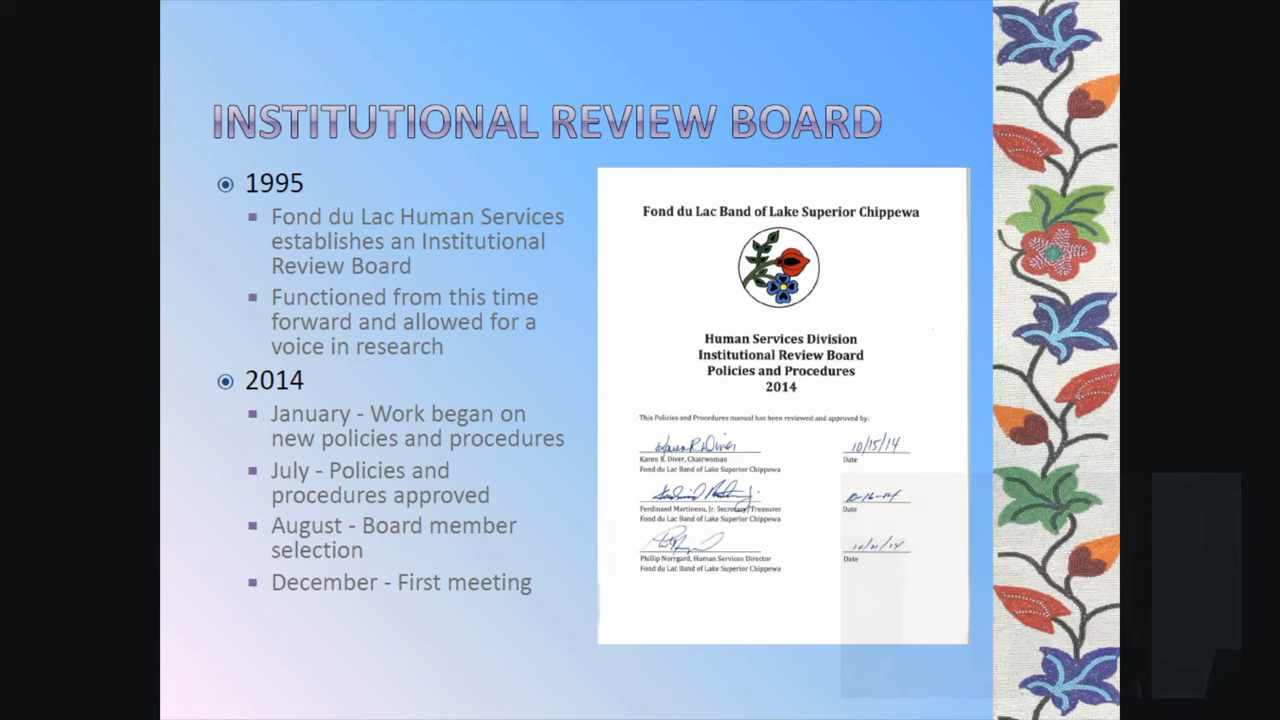 INSTITUTIONAL REVIEW BOARD
1995
Fond du Lac Human Services
establishes an Institutional
Review Board
Functioned from this time
forward and allowed for a
voice in research
2014
January - Work began on
new policies and procedures
July - Policies and
procedures approved
August - Board member
selection
December - First meeting
Fond du Lac Band of Lake Superior Chippewa
Human Services Division
Institutional Review Board
Policies and Procedures
2014
This Policies and Procedures manual has been reviewed and approved by:
10/15/14
Karen R. Diver, Chairwoman
Date
Fond du Lac Band of Lake Superior Chippewa
Ferdinand Martineau, Jr. Secretary/Treasurer
Date
Fond du Lac Band of Lake Superior Chippewa
Phillip Norrgard, Human Services Director
Date
Fond du Lac Band of Lake Superior Chippewa